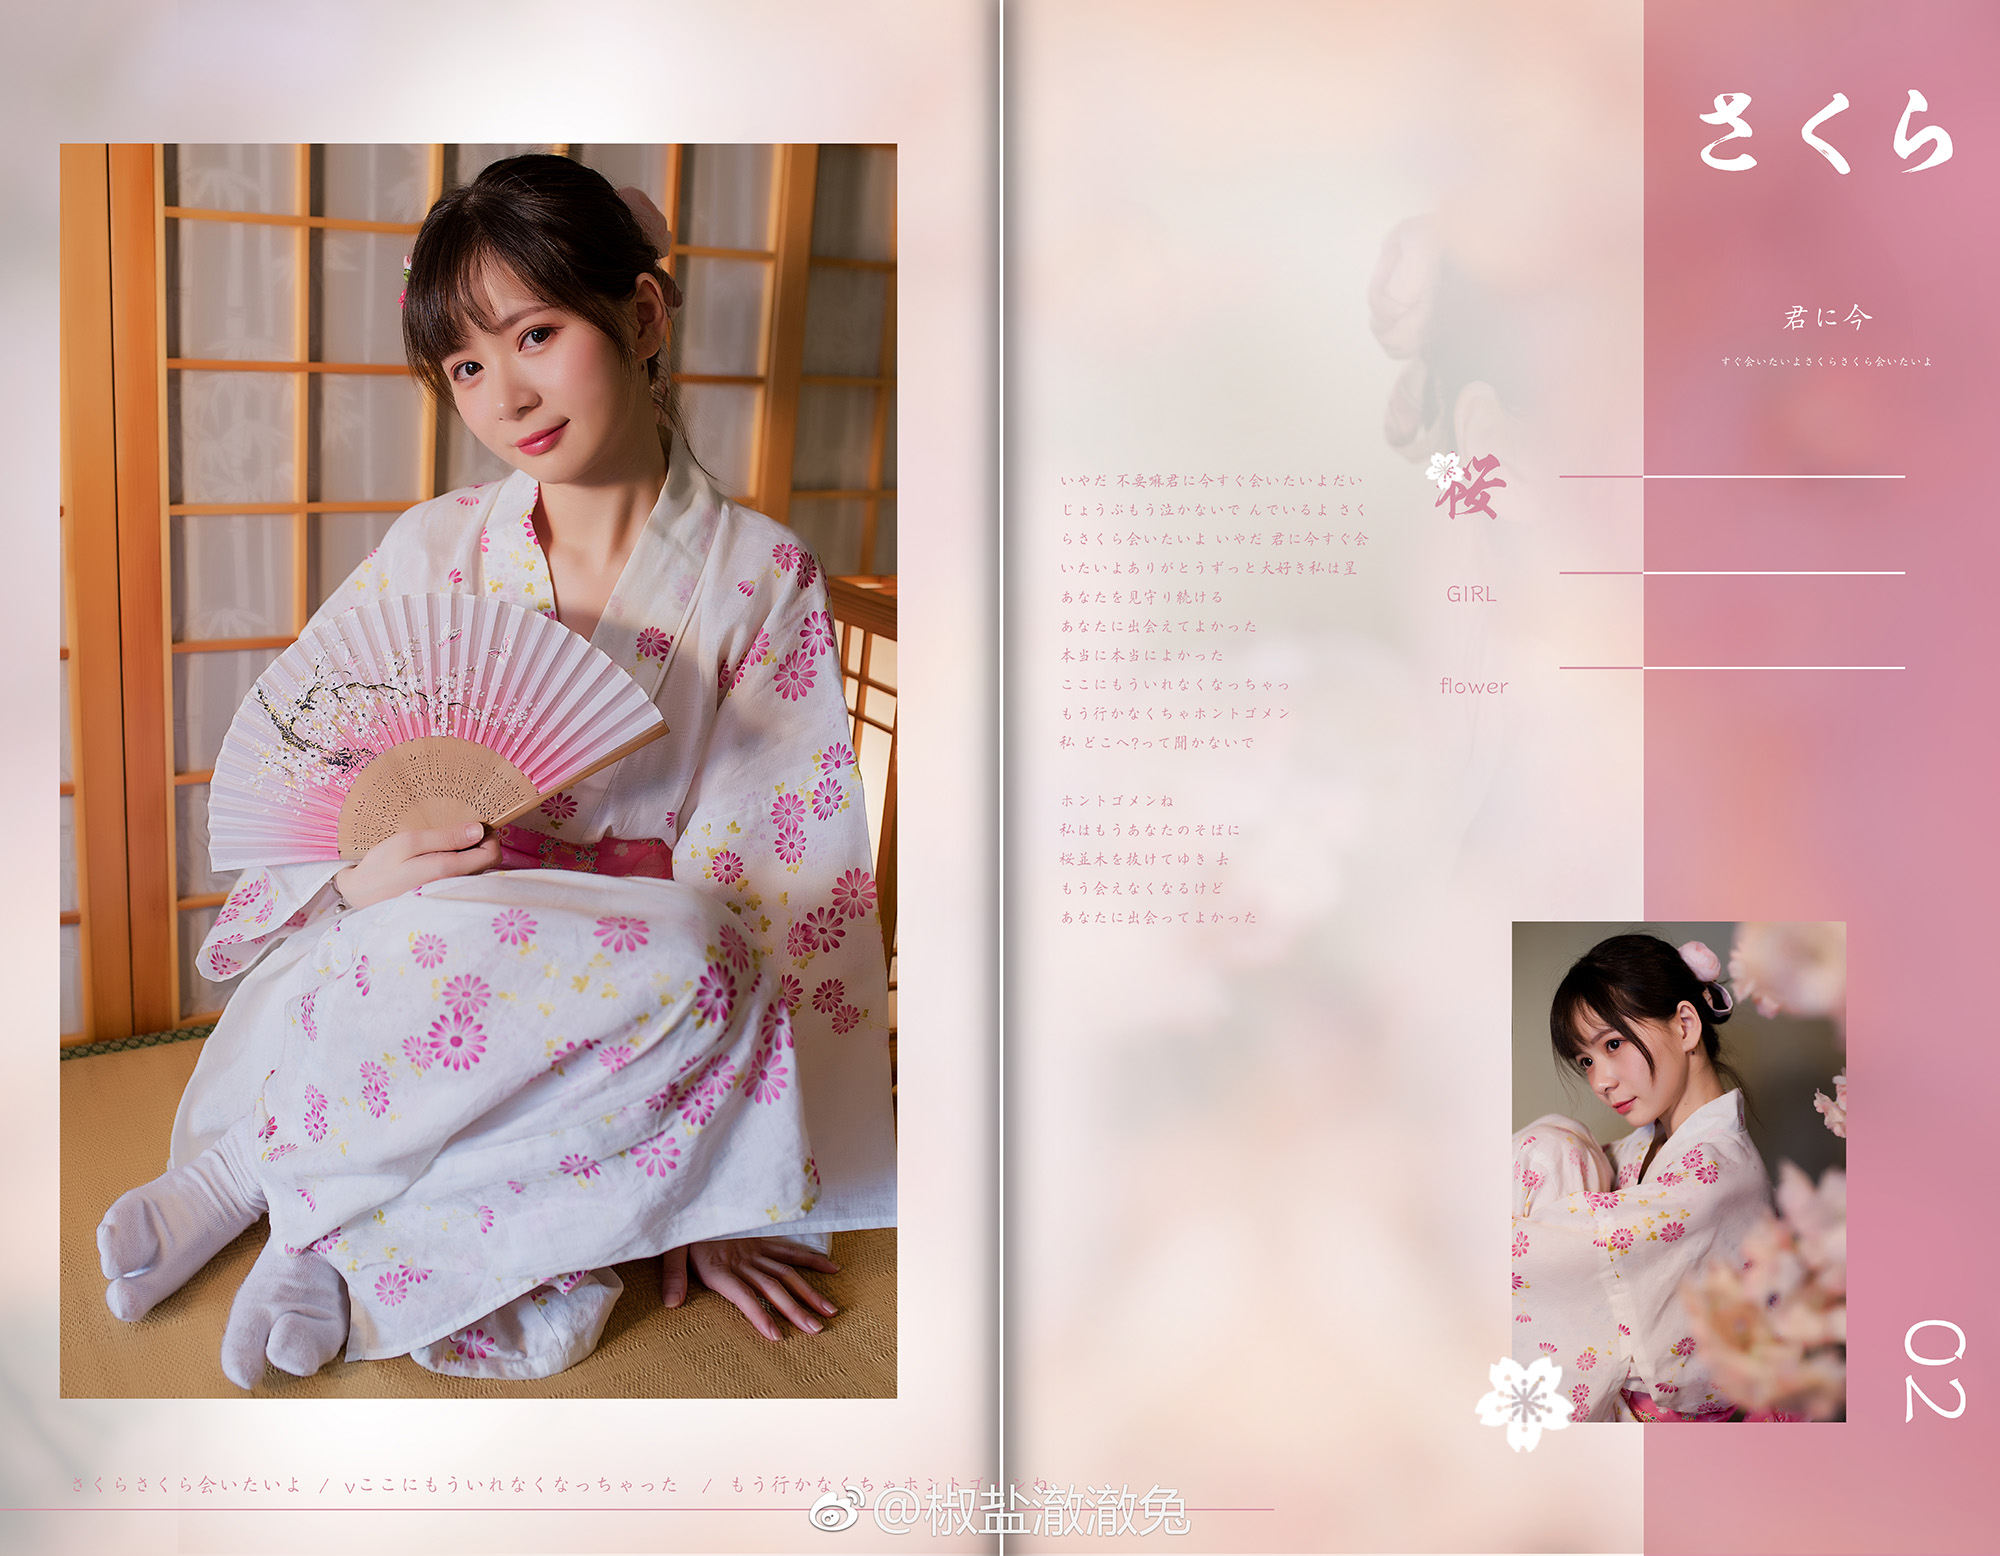 さくら
君に今
すぐ会いたいよさくらさくら会いたいよ
いやだ 不要嘛君に今すぐ会いたいよだい
じょうぶもう泣かないで んでいるよ さく
らさくら会いたいよ いやだ 君に今すぐ会
いたいよありがとうずっと大好き私は星
あなたを見守り続ける
あなたに出会えてよかった
本当に本当によかった
ここにもういれなくなっちゃっ
もう行かなくちゃホントゴメン
私 どこへ?って聞かないで
ホントゴメンね
私はもうあなたのそばに
桜並木を抜けてゆき 去
もう会えなくなるけど
あなたに出会ってよかった
桜
GIRL
flower
02
さくらさくら会いたいよ / vここにもういれなくなっちゃった / もう行かなくちゃホントゴメンね
@椒盐澈澈兔